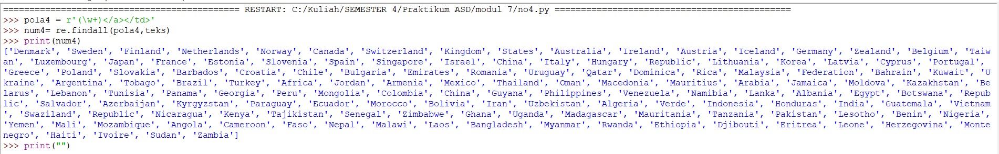 ============================================= RESTART: C:/Kuliah/SEMESTER 4/Praktikum ASD/modul 7/no4.py =============================================
>>> pola4 = r'(\w+)</a></td>'
>>> num4= re.findall(pola4,teks)
>>> print(num4)
['Denmark', 'Sweden', 'Finland', 'Netherlands', 'Norway', 'Canada', 'Switzerland', 'Kingdom', 'States', 'Australia', 'Ireland', 'Austria', 'Iceland', 'Germany', 'Zealand', 'Belgium', 'Taiw
an', 'Luxembourg', 'Japan', 'France', 'Estonia', 'Slovenia', 'Spain', 'Singapore', 'Israel', 'China', 'Italy', 'Hungary', 'Republic', 'Lithuania', 'Korea', 'Latvia', 'Cyprus', 'Portugal',
'Greece', 'Poland', 'Slovakia', 'Barbados', 'Croatia', 'Chile', 'Bulgaria', 'Emirates', 'Romania', 'Uruguay', 'Qatar', 'Dominica', 'Rica', 'Malaysia', 'Federation', 'Bahrain', 'Kuwait', 'U
kraine', 'Argentina', 'Tobago', 'Brazil', 'Turkey', 'Africa', 'Jordan', 'Armenia', 'Mexico', 'Thailand', 'Oman', 'Macedonia', 'Mauritius', 'Arabia', 'Jamaica', 'Moldova', 'Kazakhstan', 'Be
larus', 'Lebanon', 'Tunisia', 'Panama', 'Georgia', 'Peru', 'Mongolia', 'Colombia', 'China', 'Guyana', 'Philippines', 'Venezuela', 'Namibia', 'Lanka', 'Albania', 'Egypt', 'Botswana', 'Repub
lic', 'Salvador', 'Azerbaijan', 'Kyrgyzstan', 'Paraguay', 'Ecuador', 'Morocco', 'Bolivia', 'Iran', 'Uzbekistan', 'Algeria', 'Verde', 'Indonesia', 'Honduras', 'India', 'Guatemala', 'Vietnam
', 'Swaziland', 'Republic', 'Nicaragua', 'Kenya', 'Tajikistan', 'Senegal', 'Zimbabwe', 'Ghana', 'Uganda', 'Madagascar', 'Mauritania', 'Tanzania', 'Pakistan', 'Lesotho', 'Benin', 'Nigeria',
'Yemen', 'Mali', 'Mozambique', 'Angola', 'Cameroon', 'Faso', 'Nepal', 'Malawi', 'Laos', 'Bangladesh', 'Myanmar', 'Rwanda', 'Ethiopia', 'Djibouti', 'Eritrea', 'Leone', 'Herzegovina', 'Monte
negro', 'Haiti', 'Ivoire', 'Sudan', 'Zambia']
>>> print("")